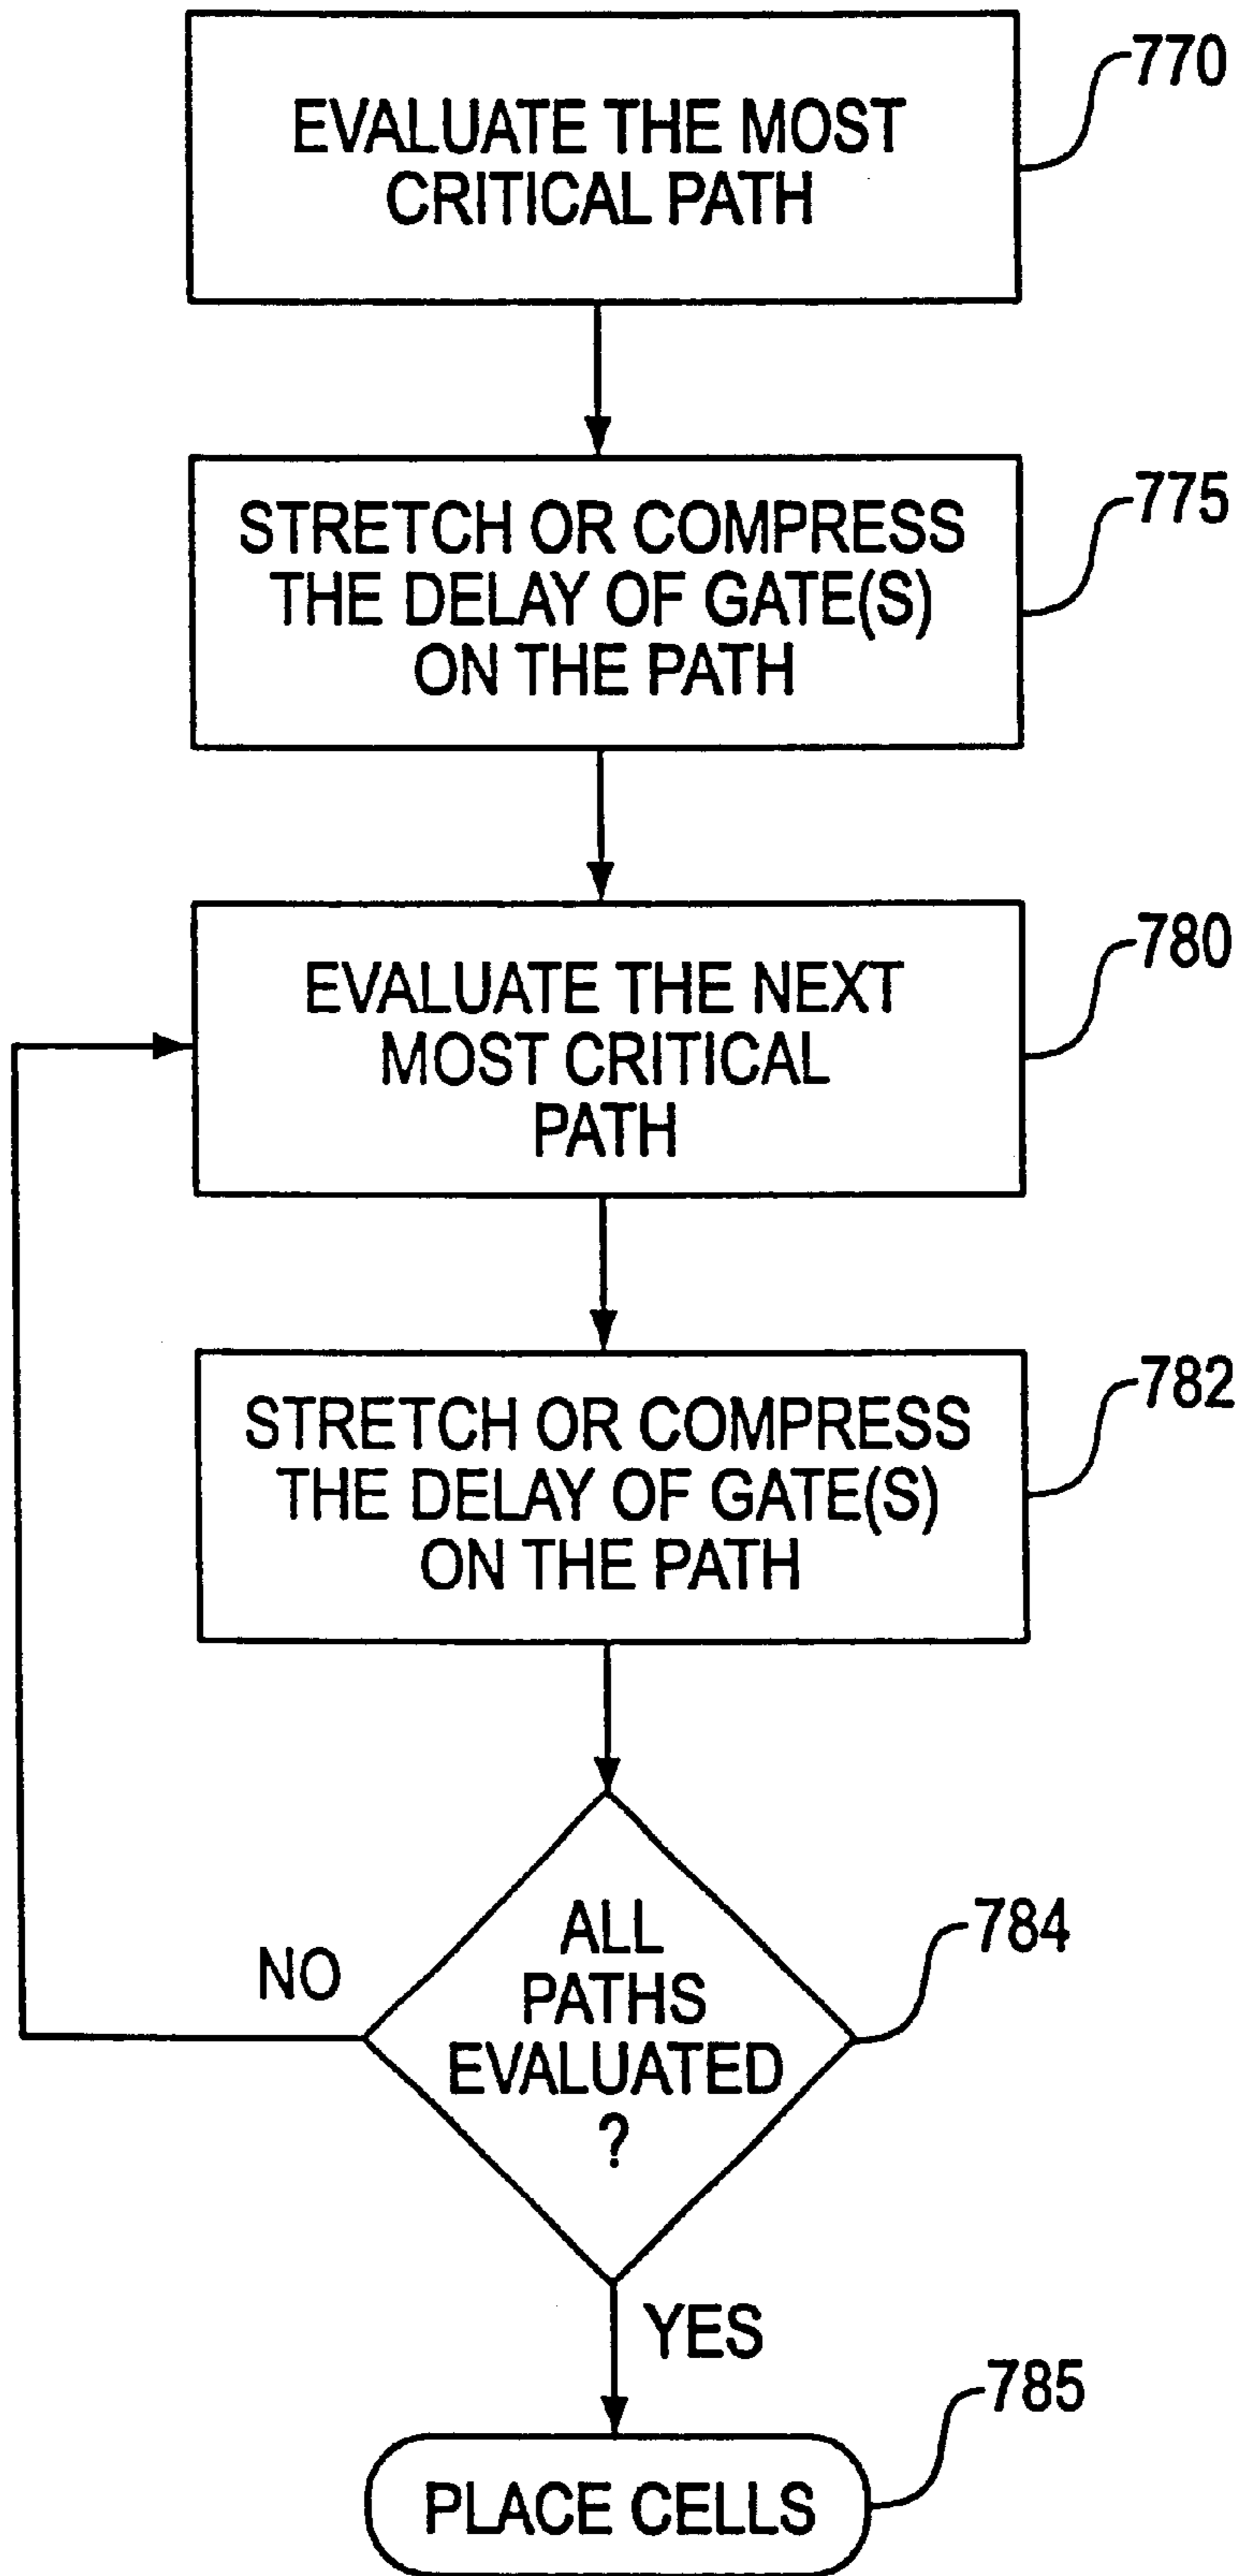 EVALUATE THE MOST
CRITICAL PATH
770
STRETCH OR COMPRESS
THE DELAY OF GATE(S)
ON THE PATH
775
EVALUATE THE NEXT
MOST CRITICAL
PATH
780
STRETCH OR COMPRESS
THE DELAY OF GATE(S)
ON THE PATH
782
ALL
PATHS
EVALUATED
?
784
NO
YES
785
PLACE CELLS